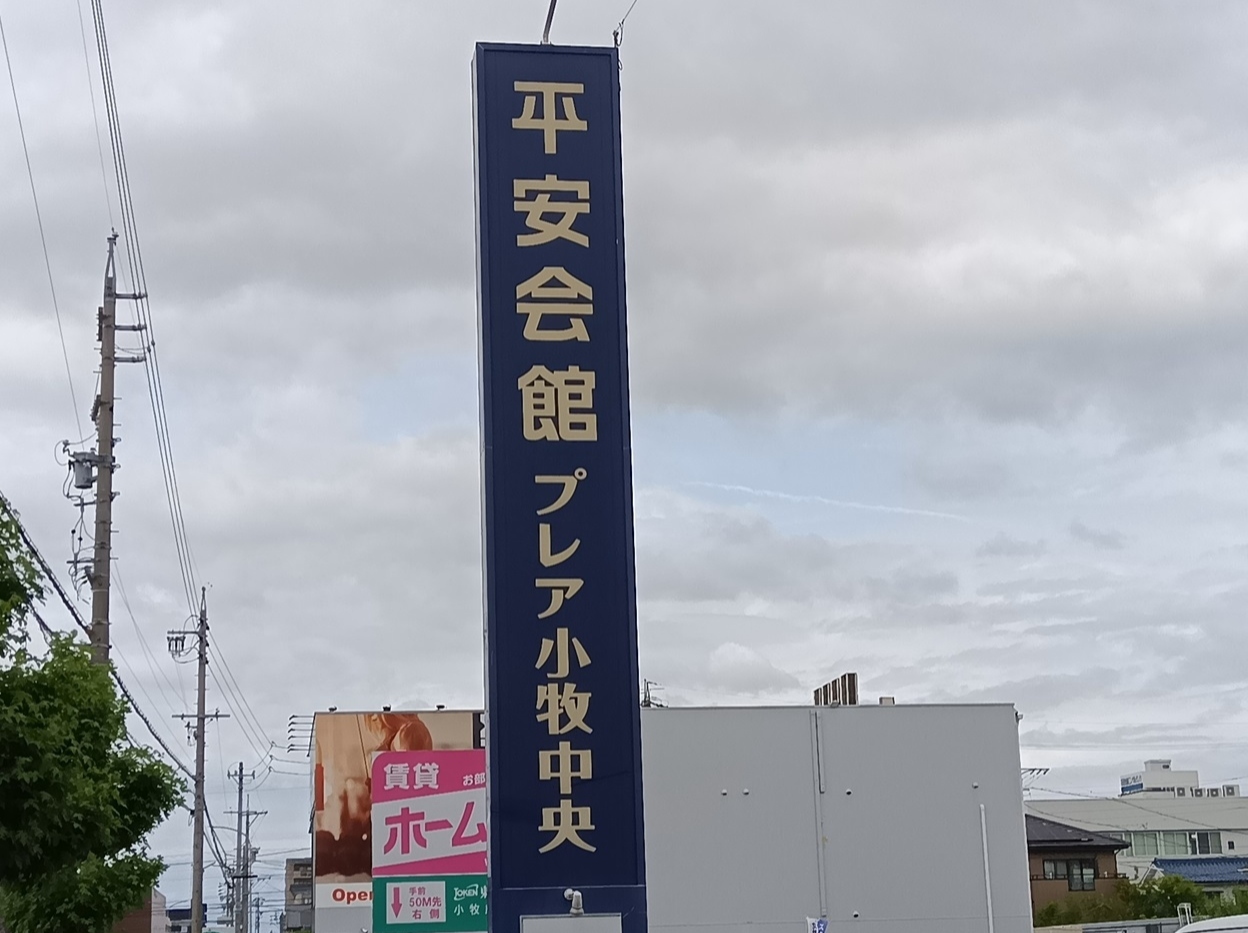 平安会館
プレア小牧中央
賃貸
お部
ホーム
手前
50M先
右側
TOKEN
小牧
Open